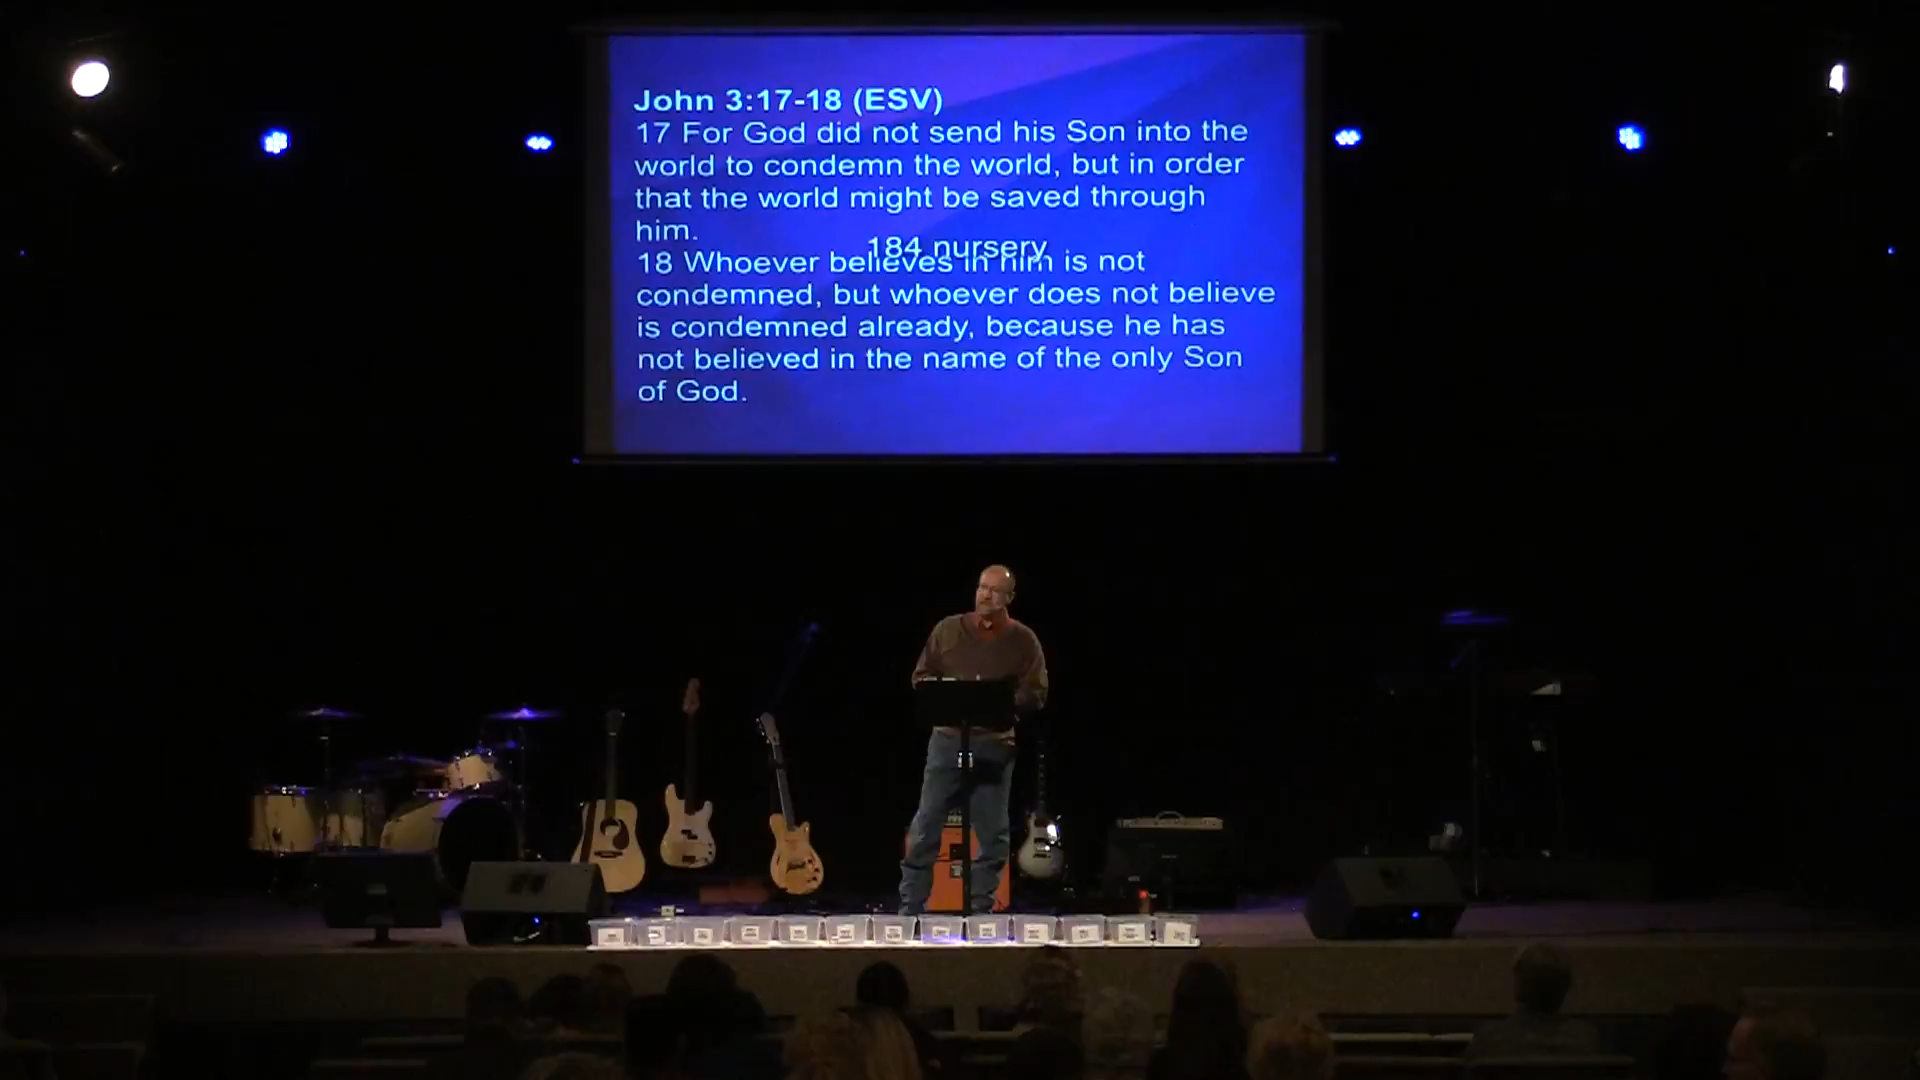 John 3:17-18 (ESV)
17 For God did not send his Son into the
world to condemn the world, but in order
that the world might be saved through
him.
184 nursery
18 Whoever believes in him is not
condemned, but whoever does not believe
is condemned already, because he has
not believed in the name of the only Son
of God.